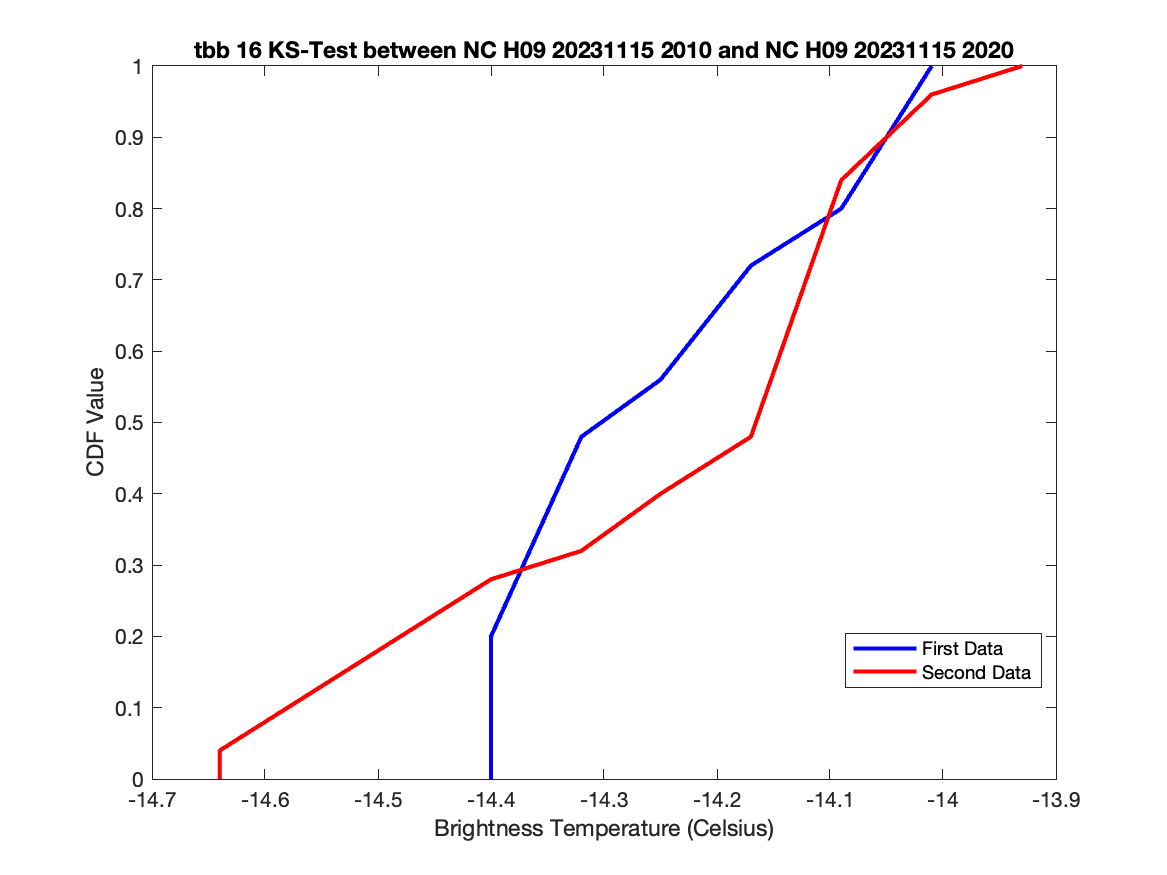 tbb 16 KS-Test between NC H09 20231115 2010 and NC H09 20231115 2020
1
0.9
0.8
0.7
0.6
0.5
0.4
0.3
0.2
0.1
0
CDF Value
First Data
Second Data
-14.7 -14.6 -14.5 -14.4 -14.3 -14.2 -14.1 -14 -13.9
Brightness Temperature (Celsius)